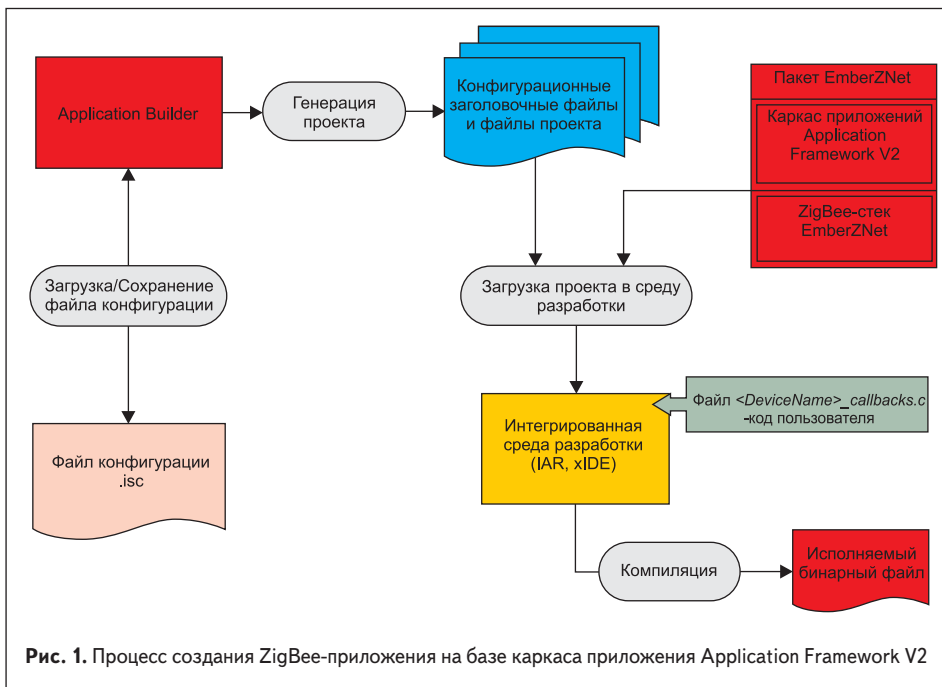 Application Builder
Генерация
проекта
Конфигурационные
заголовочные файлы
и файлы проекта
Пакет EmberZNet
Каркас приложений
Application
Framework V2
ZigBee-стек
EmberZNet
Загрузка/Сохранение
файла конфигурации
Загрузка проекта в среду
разработки
Файл <DeviceName>_callbacks.c
-код пользователя
Интегрированная
среда разработки
(IAR, xIDE)
Файл конфигурации
.isc
Компиляция
Исполняемый
бинарный файл
Рис. 1. Процесс создания ZigBee-приложения на базе каркаса приложения Application Framework V2